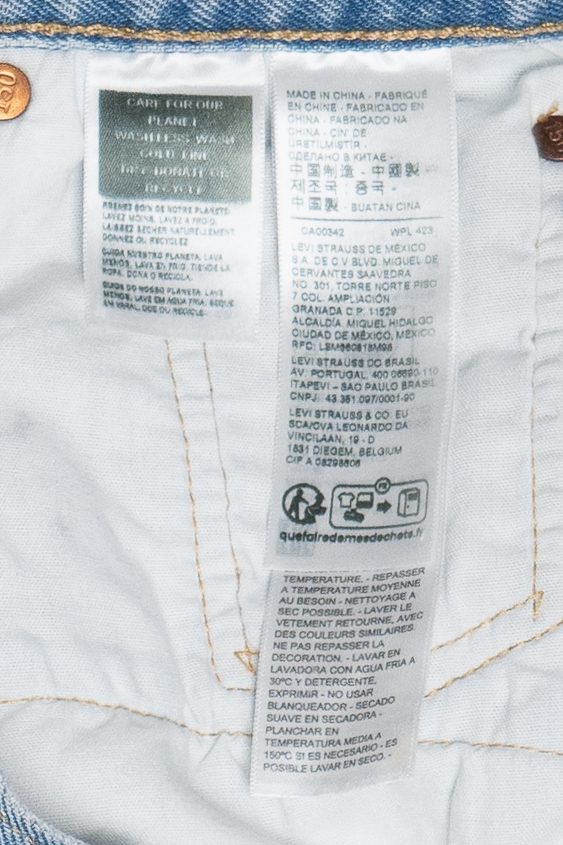 CARE FOR OUR
PLANET
WASH LESS, WASH
COLD, LINE
DRY, DONATE OR
RECYCLE
PRENEZ SOIN DE NOTRE PLANETE:
LAVEZ MOINS, LAVEZ A FROID,
LAISSEZ SECHER NATURELLEMENT,
DONNEZ OU RECYCLEZ
CUIDA NUESTRO PLANETA, LAVA
MENOS, LAVA EN FRIO, TIENDE LA
ROPA, DONA O RECICLA.
CUIDE DO NOSSO PLANETA, LAVE
MENOS, LAVE EM AGUA FRIA, SEQUE
EM VARAL, DOE OU RECICLE.
MADE IN CHINA - FABRIQUÉ
EN CHINE - FABRICADO EN
CHINA - FABRICADO NA
CHINA - ÇIN' DE
ÜRETILMISTIR -
СДЕЛАНО В КИТАЕ -
中国制造 - 中國製 -
제조국 : 중국 -
中国製 - BUATAN CINA
CA00342 WPL 423
LEVI STRAUSS DE MÉXICO
S.A. DE C.V. BLVD. MIGUEL DE
CERVANTES SAAVEDRA
NO. 301, TORRE NORTE PISO
7 COL. AMPLIACIÓN
GRANADA C.P. 11529
ALCALDÍA, MIGUEL HIDALGO
CIUDAD DE MÉXICO, MÉXICO
RFC:
LEVI STRAUSS DO BRASIL
AV: PORTUGAL, 400 06690-110
ITAPEVI - SAO PAULO BRASIL
CNPJ: 43.351.097/0001-90
LEVI STRAUSS & CO. EU
SCA/CVA LEONARDO DA
VINCILAAN, 19 - D
1831 DIEGEM, BELGIUM
CIF A 08298806
FR
quefairedemesdechets.fr
TEMPERATURE. - REPASSER
A TEMPERATURE MOYENNE
AU BESOIN - NETTOYAGE A
SEC POSSIBLE. - LAVER LE
VETEMENT RETOURNE, AVEC
DES COULEURS SIMILAIRES.
NE PAS REPASSER LA
DECORATION. - LAVAR EN
LAVADORA CON AGUA FRIA A
30ºC Y DETERGENTE.
EXPRIMIR - NO USAR
BLANQUEADOR - SECADO
SUAVE EN SECADORA -
PLANCHAR EN
TEMPERATURA MEDIA A
150ºC SI ES NECESARIO - ES
POSIBLE LAVAR EN SECO. -